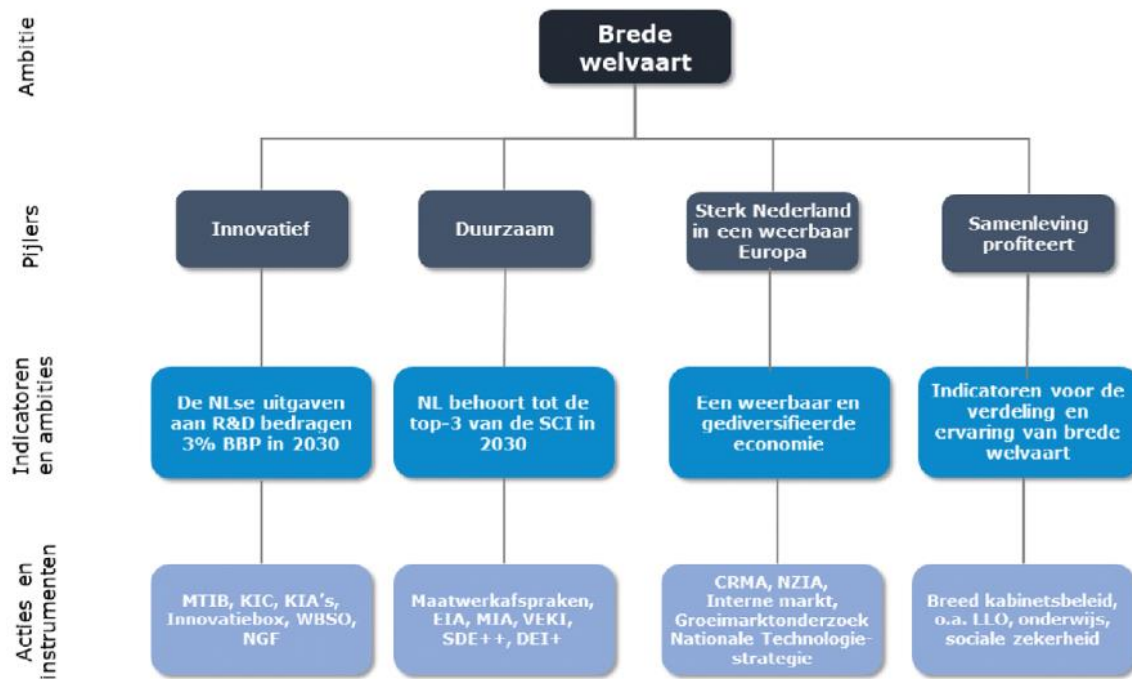 Ambitie
Brede
welvaart
Pijlers
Innovatief
Duurzaam
Sterk Nederland
in een weerbaar
Europa
Samenleving
profiteert
Indicatoren
en ambities
De NLse uitgaven
aan R&D bedragen
3% BBP in 2030
NL behoort tot de
top-3 van de SCI in
2030
Een weerbaar en
gediversifieerde
economie
Indicatoren voor de
verdeling en
ervaring van brede
welvaart
Acties en
instrumenten
MTIB, KIC, KIA's,
Innovatiebox, WBSO,
NGF
Maatwerkafspraken,
EIA, MIA, VEKI,
SDE++, DEI+
CRMA, NZIA,
Interne markt,
Groeimarktonderzoek
Nationale Technologie-
strategie
Breed kabinetsbeleid,
o.a. LLO, onderwijs,
sociale zekerheid